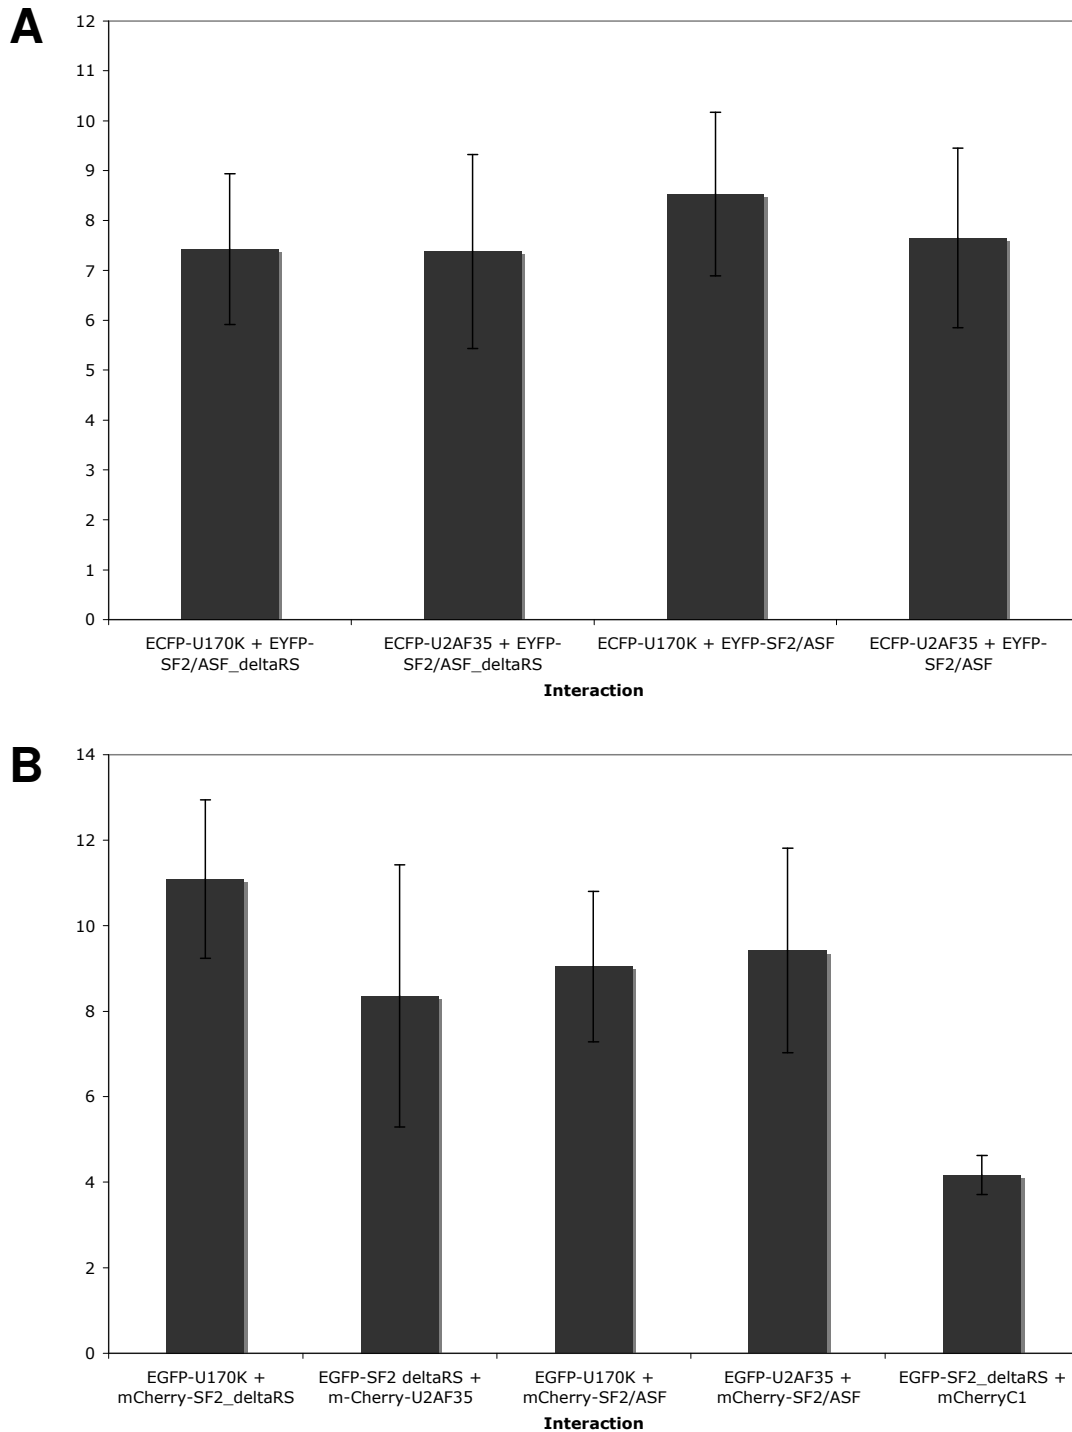 A
12
11
10
9
8
7
6
5
4
3
2
1
0
ECFP-U170K + EYFP-
SF2/ASF_deltaRS
ECFP-U2AF35 + EYFP-
SF2/ASF_deltaRS
ECFP-U170K + EYFP-SF2/ASF
ECFP-U2AF35 + EYFP-
SF2/ASF
Interaction
B
14
12
10
8
6
4
2
0
EGFP-U170K +
mCherry-SF2_deltaRS
EGFP-SF2 deltaRS +
m-Cherry-U2AF35
EGFP-U170K +
mCherry-SF2/ASF
EGFP-U2AF35 +
mCherry-SF2/ASF
EGFP-SF2_deltaRS +
mCherryC1
Interaction